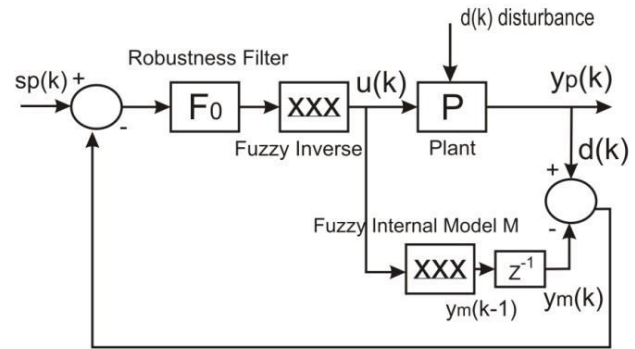 d(k) disturbance
Robustness Filter
sp(k) +
-
F0
xxx
u(k)
P
yp(k)
Fuzzy Inverse
Plant
d(k)
+
-
Fuzzy Internal Model M
xxx
z-1
ym(k-1)
ym(k)